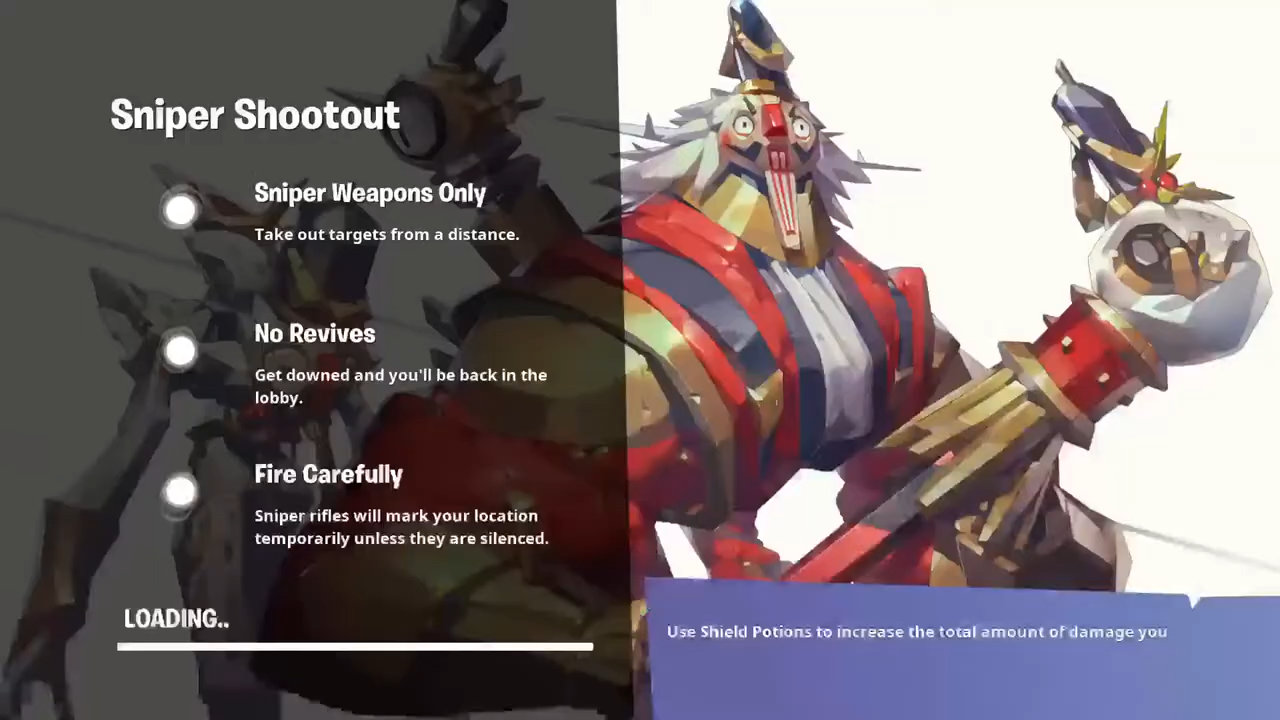 Sniper Shootout
Sniper Weapons Only
Take out targets from a distance.
No Revives
Get downed and you'll be back in the
lobby.
Fire Carefully
Sniper rifles will mark your location
temporarily unless they are silenced.
LOADING..
Use Shield Potions to increase the total amount of damage you